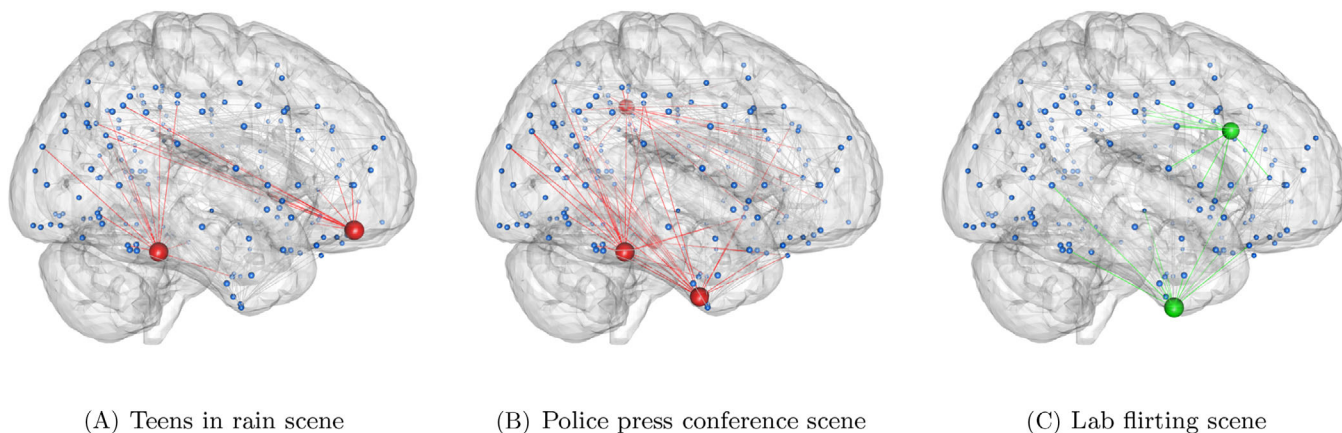 (A) Teens in rain scene
(B) Police press conference scene
(C) Lab flirting scene